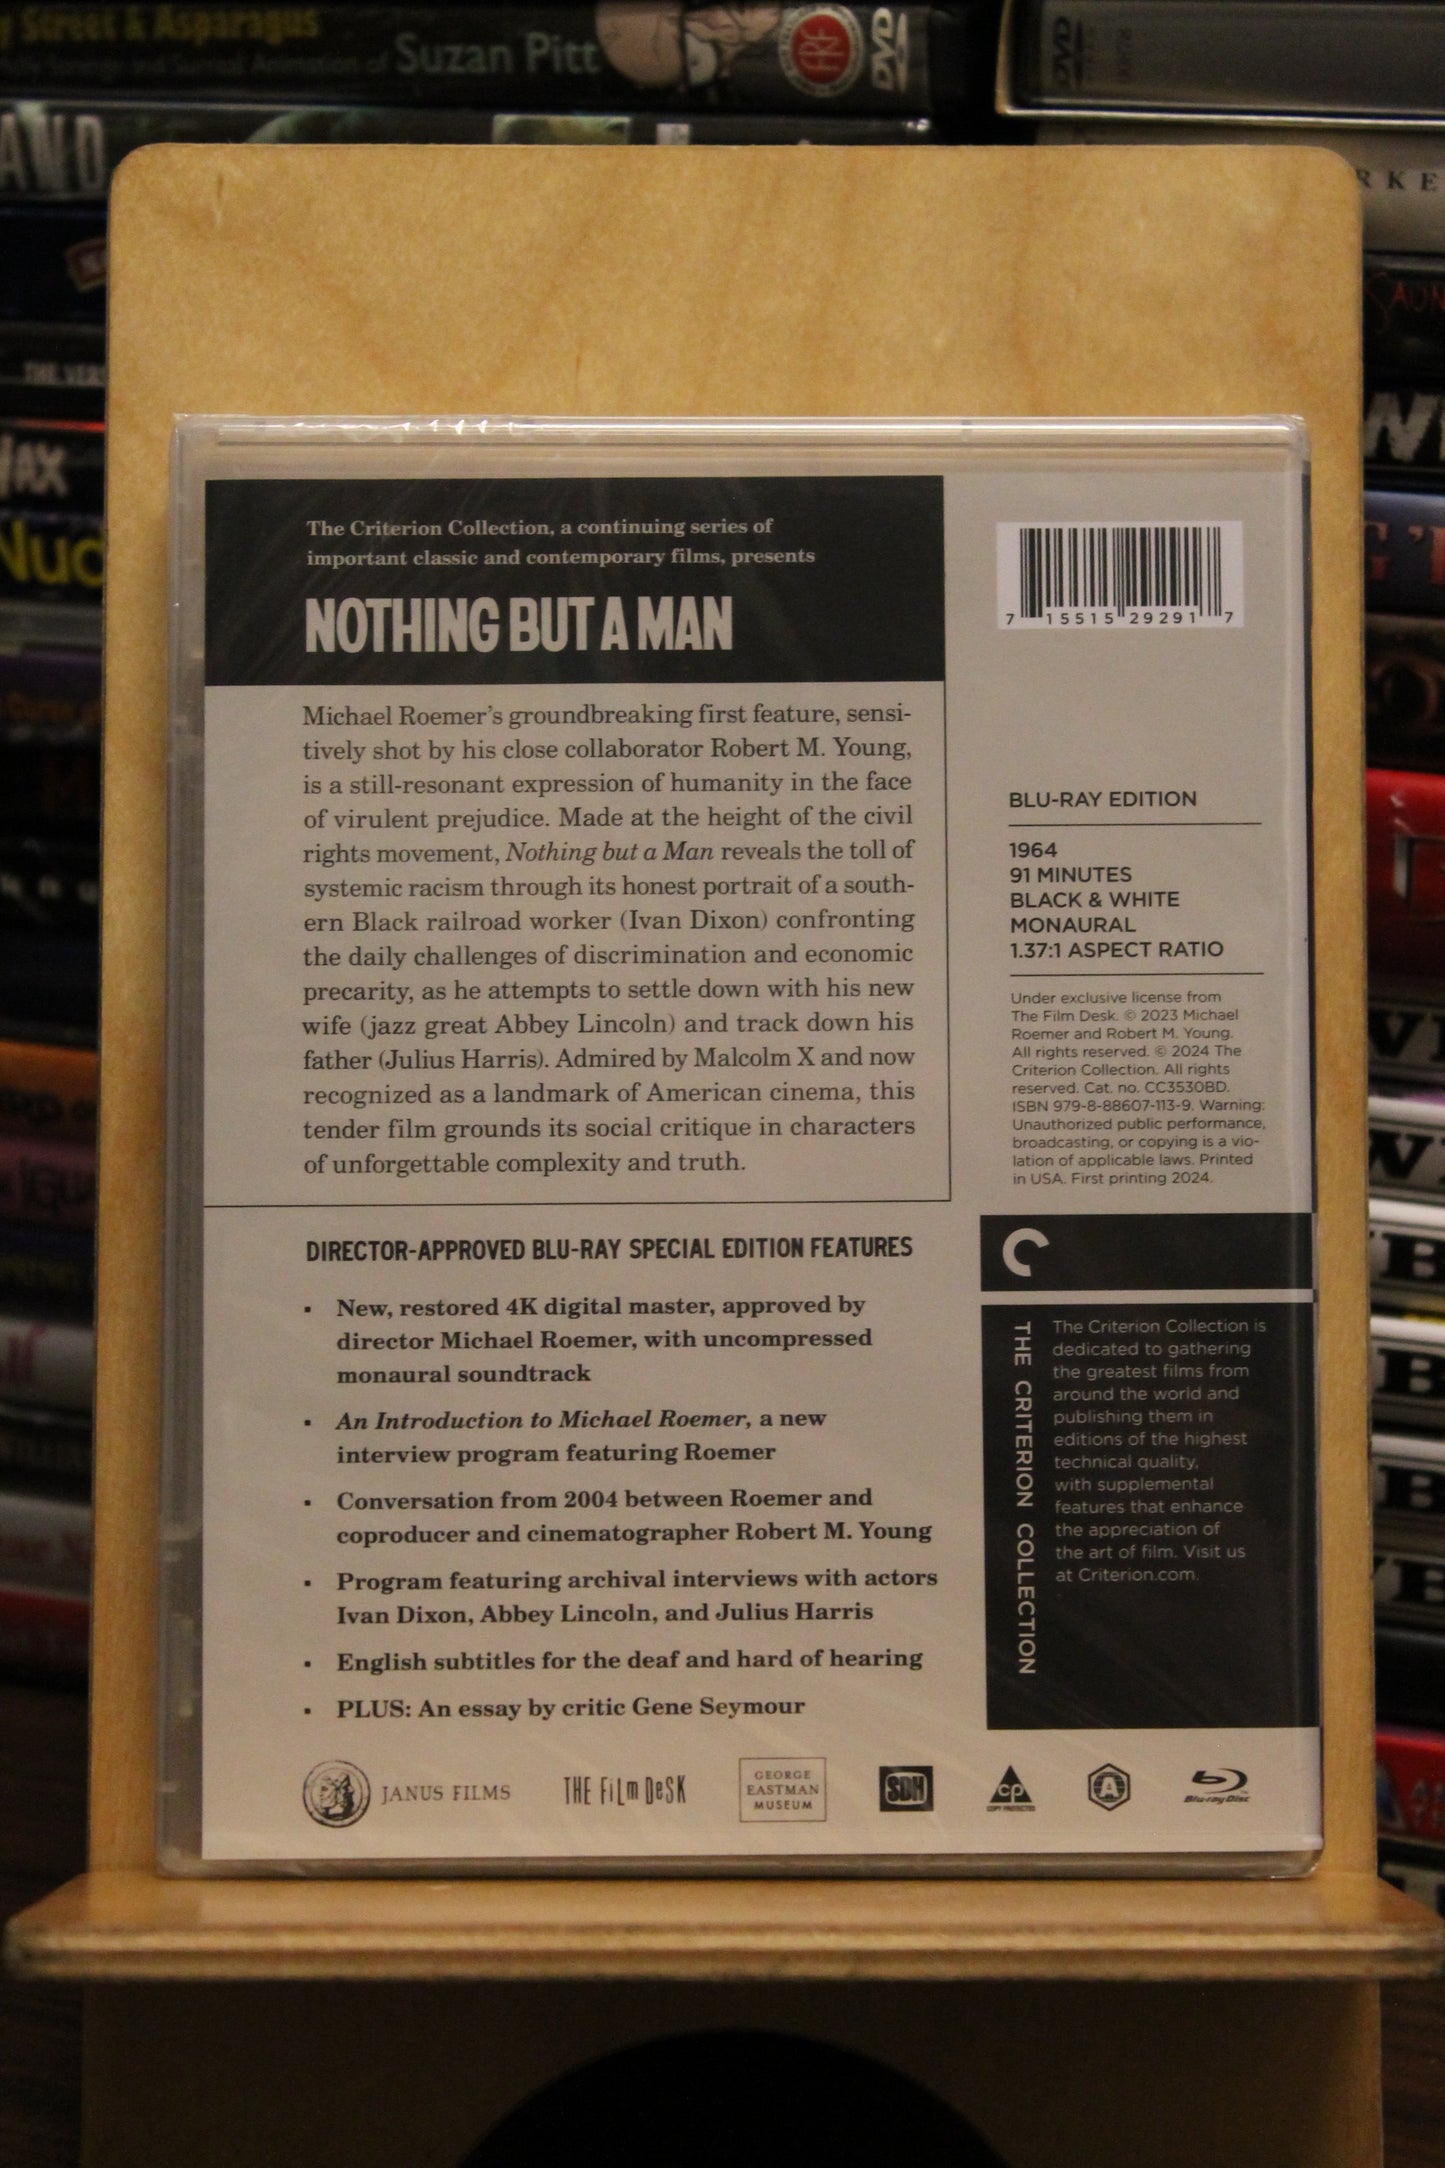 y Street & Asparagus
Suzan Pitt
DVD
AND
RKE
THE VER
WAX
Nud
The Criterion Collection, a continuing series of
important classic and contemporary films, presents
NOTHING BUT A MAN
Michael Roemer's groundbreaking first feature, sensi-
tively shot by his close collaborator Robert M. Young,
is a still-resonant expression of humanity in the face
of virulent prejudice. Made at the height of the civil
rights movement, Nothing but a Man reveals the toll of
systemic racism through its honest portrait of a south-
ern Black railroad worker (Ivan Dixon) confronting
the daily challenges of discrimination and economic
precarity, as he attempts to settle down with his new
wife (jazz great Abbey Lincoln) and track down his
father (Julius Harris). Admired by Malcolm X and now
recognized as a landmark of American cinema, this
tender film grounds its social critique in characters
of unforgettable complexity and truth.
DIRECTOR-APPROVED BLU-RAY SPECIAL EDITION FEATURES
▪ New, restored 4K digital master, approved by
director Michael Roemer, with uncompressed
monaural soundtrack
▪ An Introduction to Michael Roemer, a new
interview program featuring Roemer
▪ Conversation from 2004 between Roemer and
coproducer and cinematographer Robert M. Young
▪ Program featuring archival interviews with actors
Ivan Dixon, Abbey Lincoln, and Julius Harris
▪ English subtitles for the deaf and hard of hearing
▪ PLUS: An essay by critic Gene Seymour
7 15515 29291 7
BLU-RAY EDITION
1964
91 MINUTES
BLACK & WHITE
MONAURAL
1.37:1 ASPECT RATIO
Under exclusive license from
The Film Desk. © 2023 Michael
Roemer and Robert M. Young.
All rights reserved. © 2024 The
Criterion Collection. All rights
reserved. Cat. no. CC3530BD.
ISBN 979-8-88607-113-9. Warning:
Unauthorized public performance,
broadcasting, or copying is a vio-
lation of applicable laws. Printed
in USA. First printing 2024.
THE CRITERION COLLECTION
The Criterion Collection is
dedicated to gathering
the greatest films from
around the world and
publishing them in
editions of the highest
technical quality,
with supplemental
features that enhance
the appreciation of
the art of film. Visit us
at Criterion.com.
JANUS FILMS
THE FiLm DeSK
GEORGE
EASTMAN
MUSEUM
SDH
cp
COPY PROTECTED
A
Blu-ray Disc